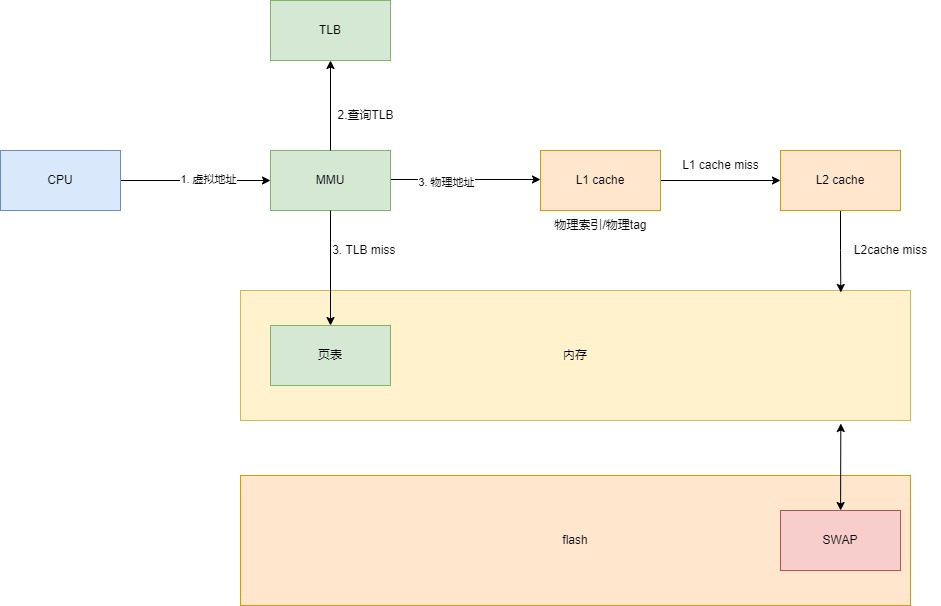 TLB
2.查询TLB
CPU
1. 虚拟地址
MMU
3. 物理地址
L1 cache
L1 cache miss
L2 cache
物理索引/物理tag
3. TLB miss
L2cache miss
页表
内存
flash
SWAP